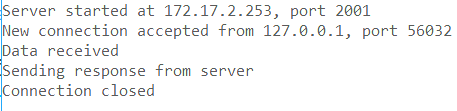 Server started at 172.17.2.253, port 2001
New connection accepted from 127.0.0.1, port 56032
Data received
Sending response from server
Connection closed